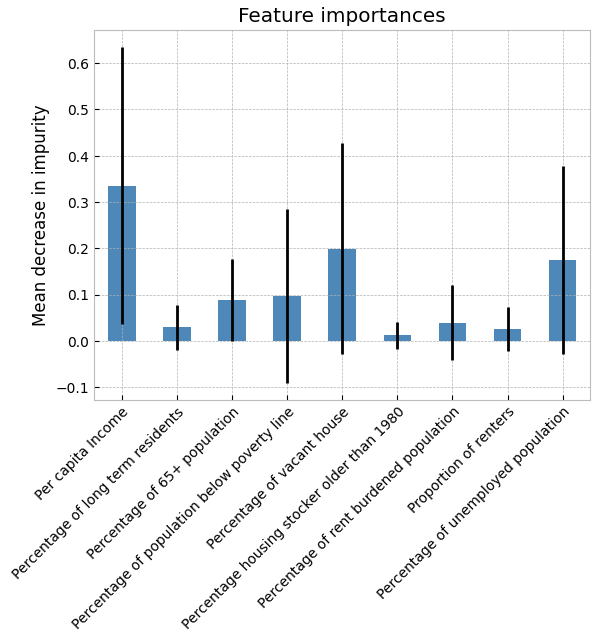 Feature importances
Mean decrease in impurity
0.6
0.5
0.4
0.3
0.2
0.1
0.0
−0.1
Per capita Income
Percentage of long term residents
Percentage of 65+ population
Percentage of population below poverty line
Percentage of vacant house
Percentage housing stocker older than 1980
Percentage of rent burdened population
Proportion of renters
Percentage of unemployed population